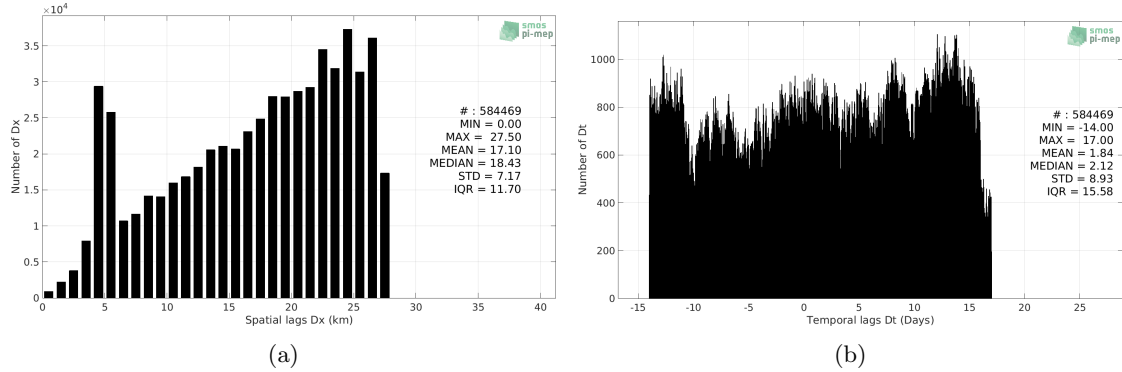 ×10⁴
3.5
3
2.5
2
1.5
1
0.5
0
Number of Dx
0 5 10 15 20 25 30 35 40
Spatial lags Dx (km)
smos
pi-mep
# : 584469
MIN = 0.00
MAX = 27.50
MEAN = 17.10
MEDIAN = 18.43
STD = 7.17
IQR = 11.70
(a)
1000
800
600
400
200
0
Number of Dt
-15 -10 -5 0 5 10 15 20 25
Temporal lags Dt (Days)
smos
pi-mep
# : 584469
MIN = -14.00
MAX = 17.00
MEAN = 1.84
MEDIAN = 2.12
STD = 8.93
IQR = 15.58
(b)